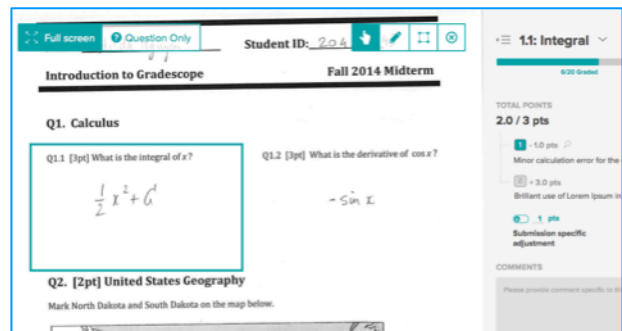 Full screen
Question Only
Student ID: 204
1.1: Integral
6/20 Graded
Introduction to Gradescope Fall 2014 Midterm
TOTAL POINTS
2.0 / 3 pts
Q1. Calculus
1 - 1.0 pts
Minor calculation error for the
Q1.1 [3pt] What is the integral of x?
Q1.2 [3pt] What is the derivative of cos x?
2 + 3.0 pts
Brilliant use of Lorem Ipsum in
1/2 x² + C
- sin x
1 pts
Submission specific
adjustment
COMMENTS
Please provide comment specific to
Q2. [2pt] United States Geography
Mark North Dakota and South Dakota on the map below.